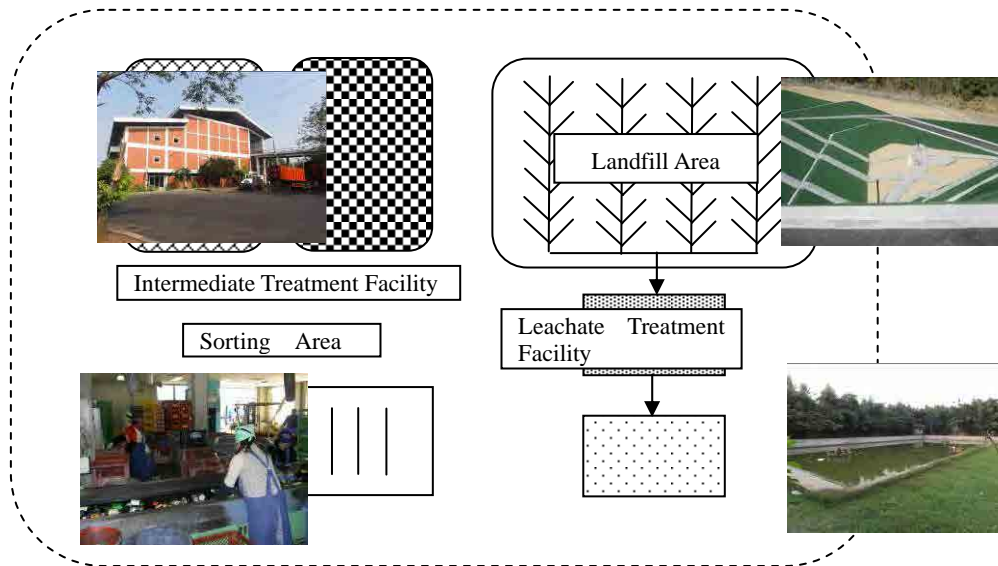 Landfill Area
Intermediate Treatment Facility
Sorting Area
Leachate Treatment
Facility